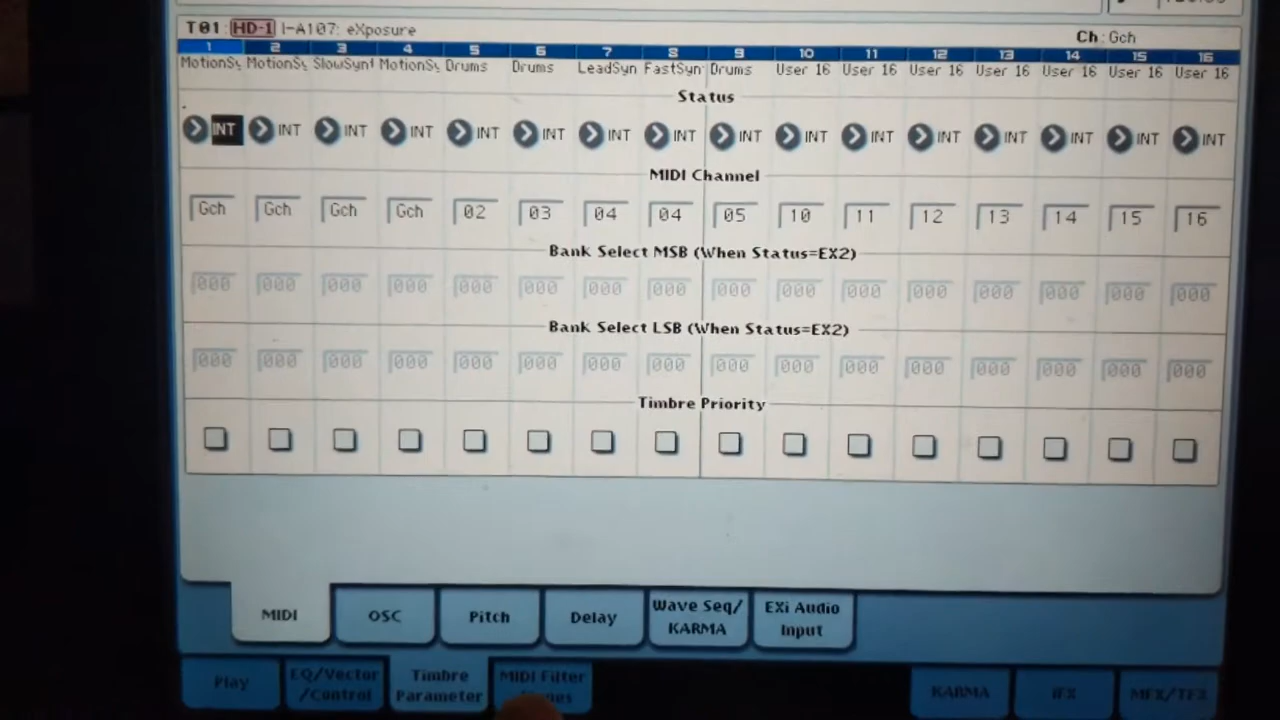 T01: HD-1 I-A107: eXposure Ch: Gch
1 2 3 4 5 6 7 8 9 10 11 12 13 14 15 16
MotionSy MotionSy SlowSynt MotionSy Drums Drums LeadSyn FastSyn Drums User 16 User 16 User 16 User 16 User 16 User 16 User 16
Status
INT INT INT INT INT INT INT INT INT INT INT INT INT INT INT INT
MIDI Channel
Gch Gch Gch Gch 02 03 04 04 05 10 11 12 13 14 15 16
Bank Select MSB (When Status=EX2)
000 000 000 000 000 000 000 000 000 000 000 000 000 000 000 000
Bank Select LSB (When Status=EX2)
000 000 000 000 000 000 000 000 000 000 000 000 000 000 000 000
Timbre Priority
MIDI OSC Pitch Delay Wave Seq/ KARMA EXi Audio Input
Play EQ/Vector /Control Timbre Parameter MIDI Filter KARMA IFX MFX/TFX